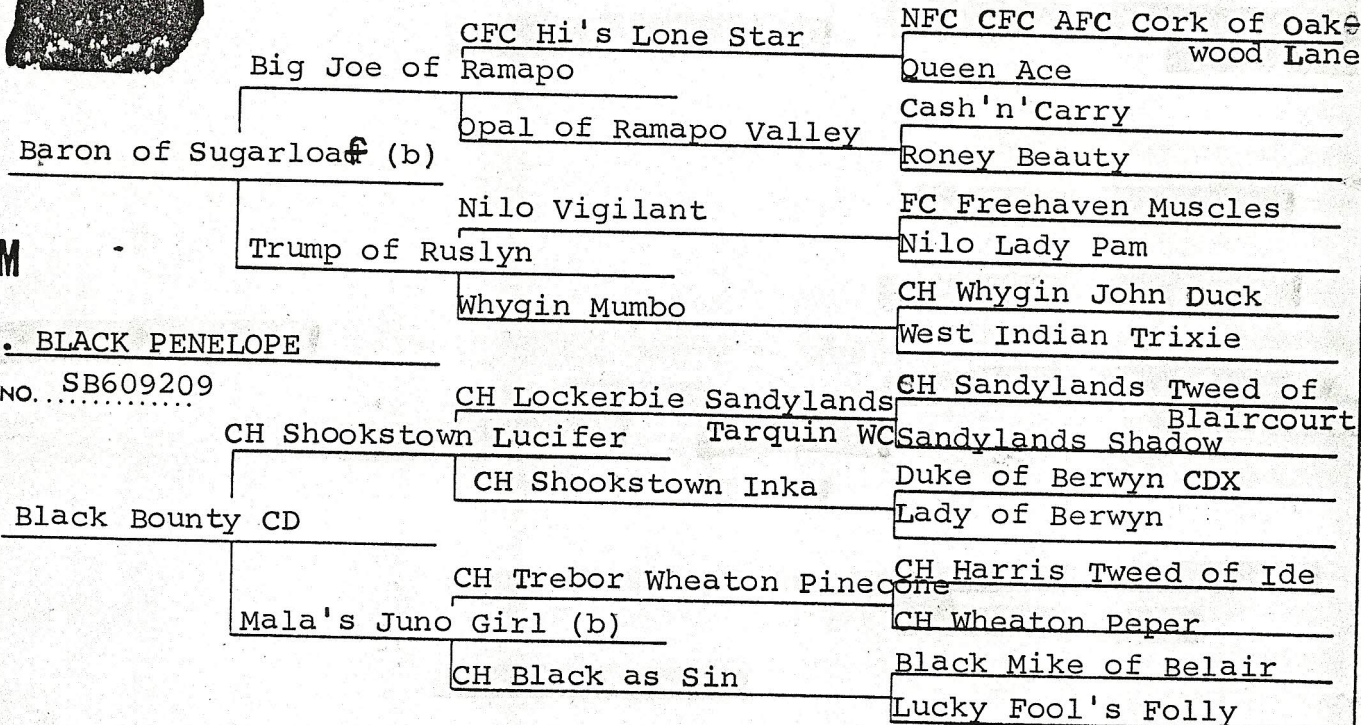 NFC CFC AFC Cork of Oake
wood Lane
CFC Hi's Lone Star
Queen Ace
Big Joe of Ramapo
Cash'n'Carry
Opal of Ramapo Valley
Roney Beauty
Baron of Sugarloaf (b)
FC Freehaven Muscles
Nilo Vigilant
Nilo Lady Pam
Trump of Ruslyn
CH Whygin John Duck
Whygin Mumbo
West Indian Trixie
M
. BLACK PENELOPE
NO. SB609209
CH Sandylands Tweed of
Blaircourt
CH Lockerbie Sandylands
Tarquin WC
Sandylands Shadow
CH Shookstown Lucifer
Duke of Berwyn CDX
CH Shookstown Inka
Lady of Berwyn
Black Bounty CD
CH Harris Tweed of Ide
CH Trebor Wheaton Pinecone
CH Wheaton Peper
Mala's Juno Girl (b)
Black Mike of Belair
CH Black as Sin
Lucky Fool's Folly